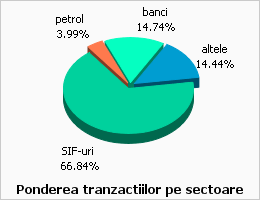 banci
14.74%
petrol
3.99%
altele
14.44%
SIF-uri
66.84%
Ponderea tranzactiilor pe sectoare